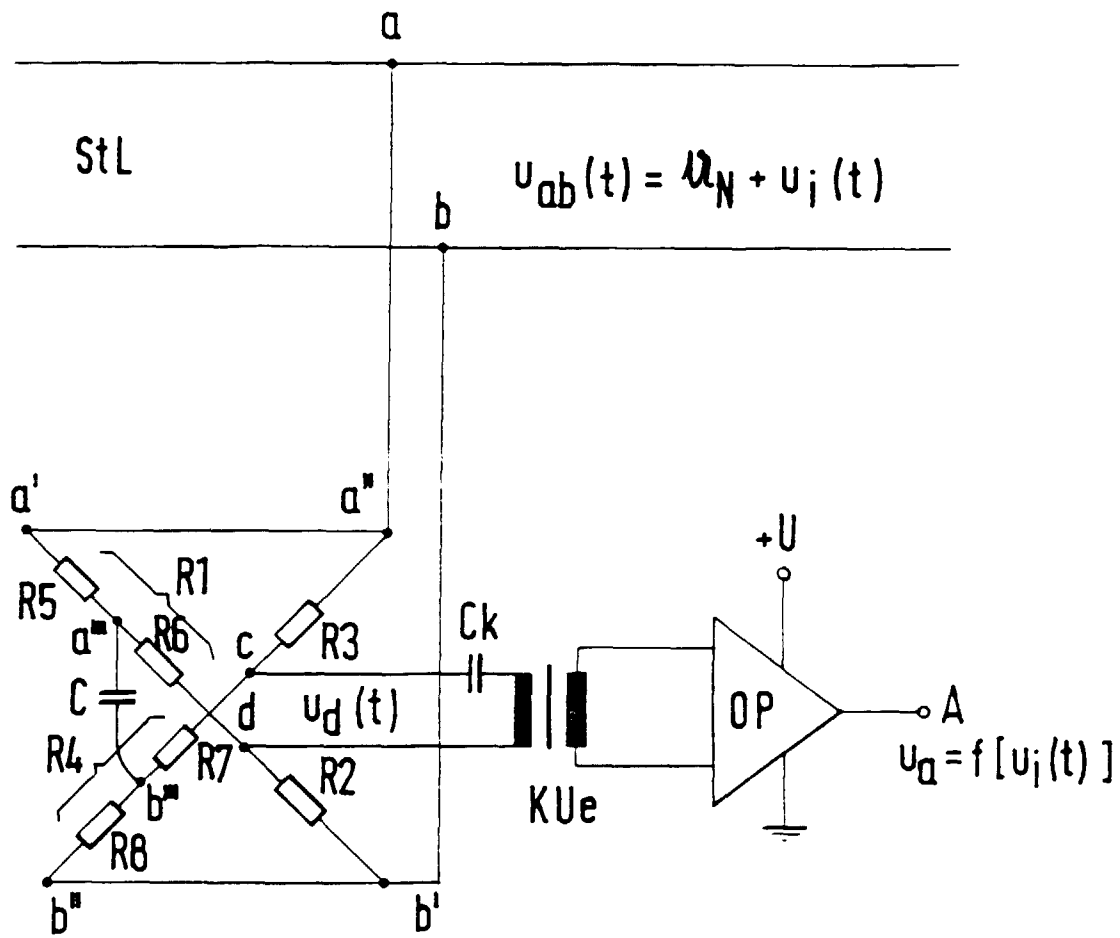 a
StL
u_ab(t) = 𝔘_N + u_i(t)
b
a'
a"
R5
R1
a'''
R6
c
R3
Ck
+U
C
d
u_d(t)
OP
A
R4
R7
R2
u_a = f [u_i(t)]
b'''
KUe
R8
b"
b'